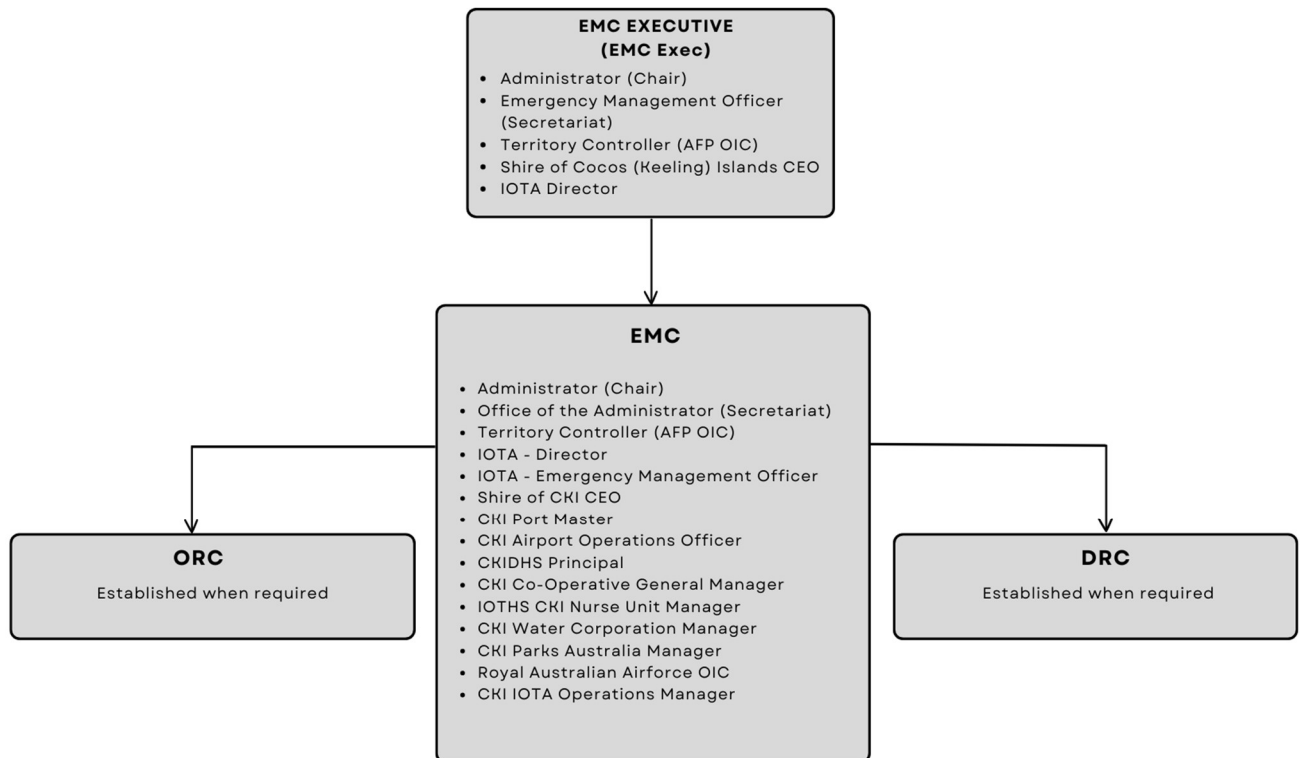 EMC EXECUTIVE
(EMC Exec)
• Administrator (Chair)
• Emergency Management Officer
(Secretariat)
• Territory Controller (AFP OIC)
• Shire of Cocos (Keeling) Islands CEO
• IOTA Director
EMC
• Administrator (Chair)
• Office of the Administrator (Secretariat)
• Territory Controller (AFP OIC)
• IOTA - Director
• IOTA - Emergency Management Officer
• Shire of CKI CEO
• CKI Port Master
• CKI Airport Operations Officer
• CKIDHS Principal
• CKI Co-Operative General Manager
• IOTHS CKI Nurse Unit Manager
• CKI Water Corporation Manager
• CKI Parks Australia Manager
• Royal Australian Airforce OIC
• CKI IOTA Operations Manager
ORC
Established when required
DRC
Established when required